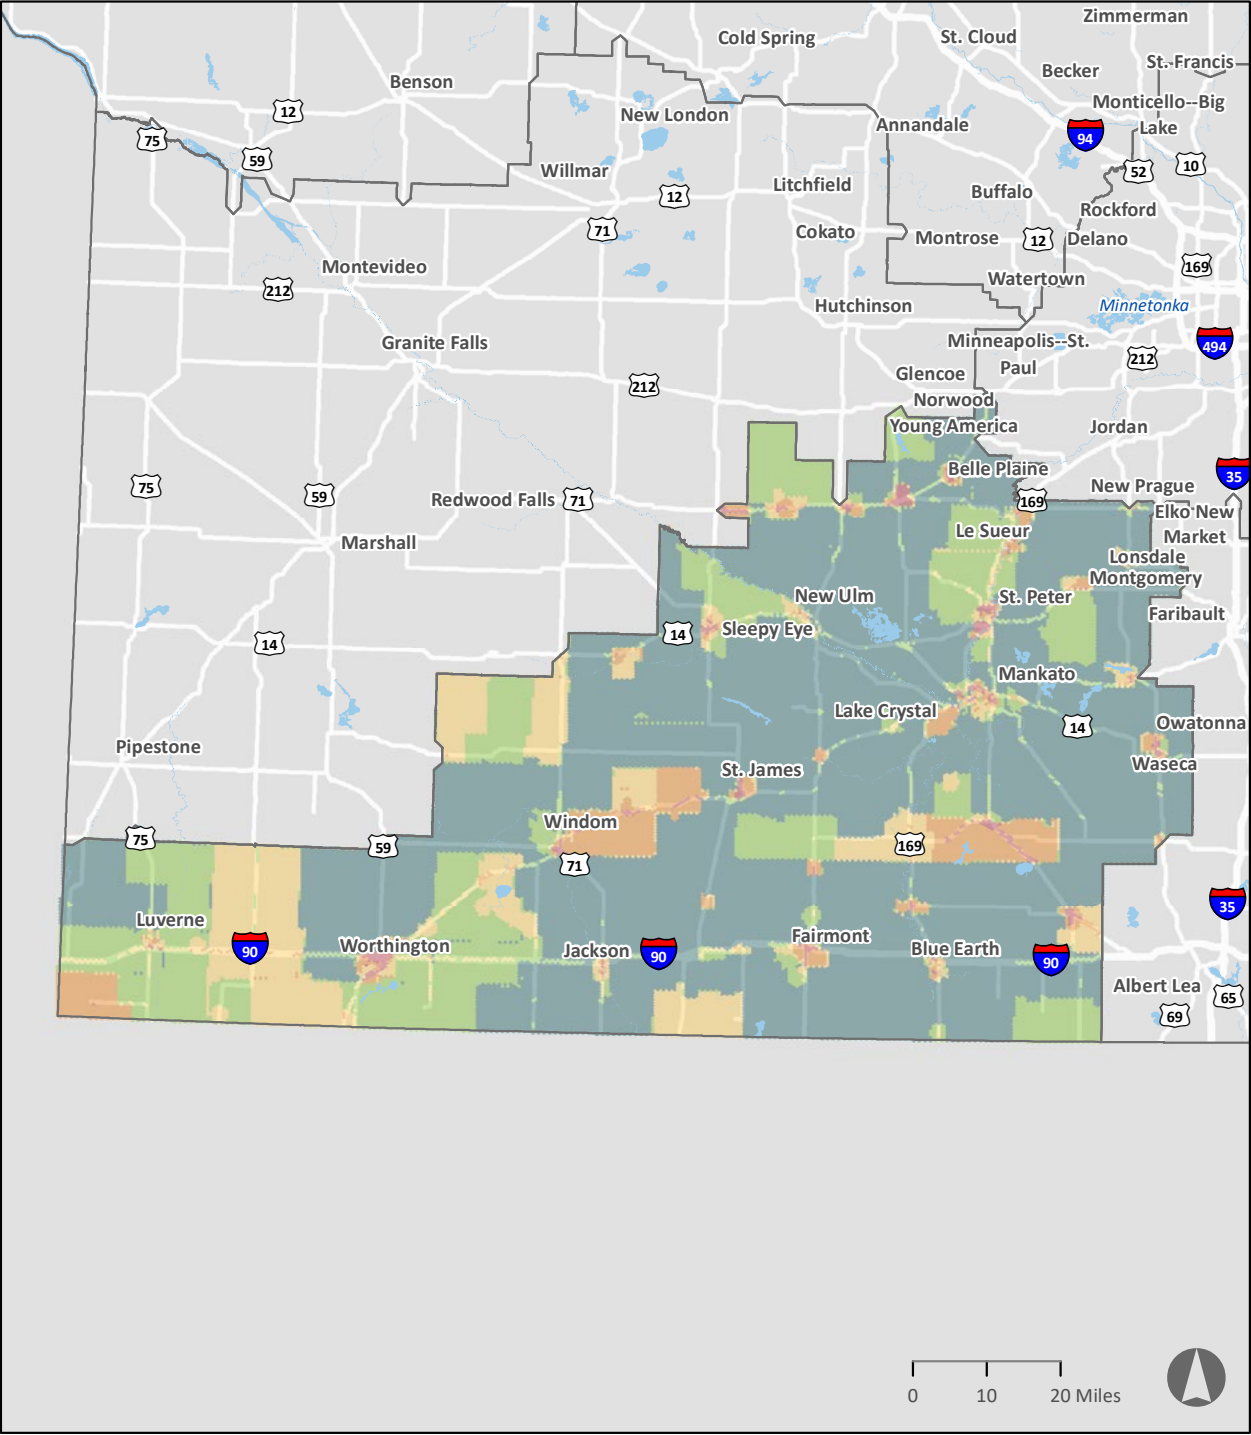 Zimmerman
Cold Spring
St. Cloud
St. Francis
Becker
Benson
Monticello--Big
Lake
12
New London
Annandale
94
75
59
Willmar
52
10
Litchfield
Buffalo
12
Rockford
71
Cokato
Montrose
12
Delano
Montevideo
169
212
Watertown
Hutchinson
Minnetonka
Granite Falls
Minneapolis--St.
Paul
494
212
Glencoe
212
Norwood
Young America
Jordan
Belle Plaine
35
75
59
Redwood Falls
71
169
New Prague
Elko New
Market
Marshall
Le Sueur
Lonsdale
Montgomery
New Ulm
St. Peter
Faribault
14
14
Sleepy Eye
Mankato
Lake Crystal
14
Owatonna
Pipestone
Waseca
St. James
Windom
75
59
71
169
Luverne
35
90
Worthington
Jackson
90
Fairmont
Blue Earth
90
Albert Lea
65
69
0
10
20 Miles